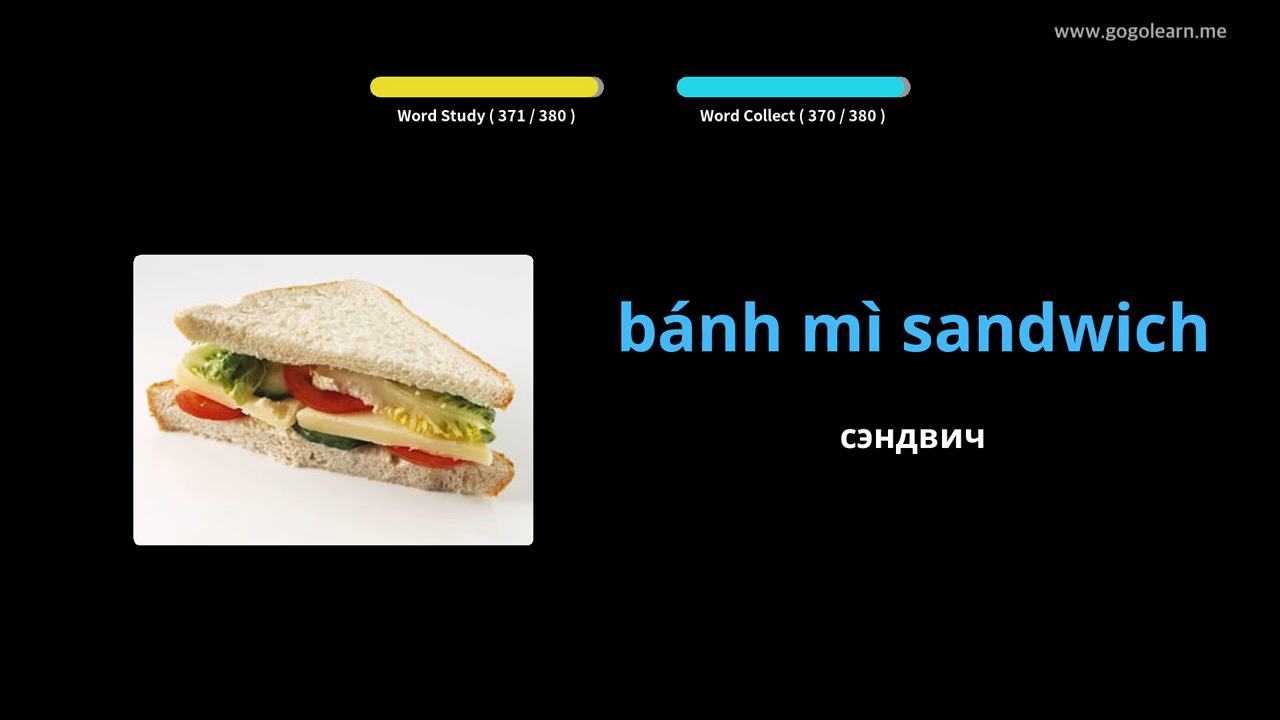 www.gogolearn.me
Word Study ( 371 / 380 )
Word Collect ( 370 / 380 )
bánh mì sandwich
сэндвич